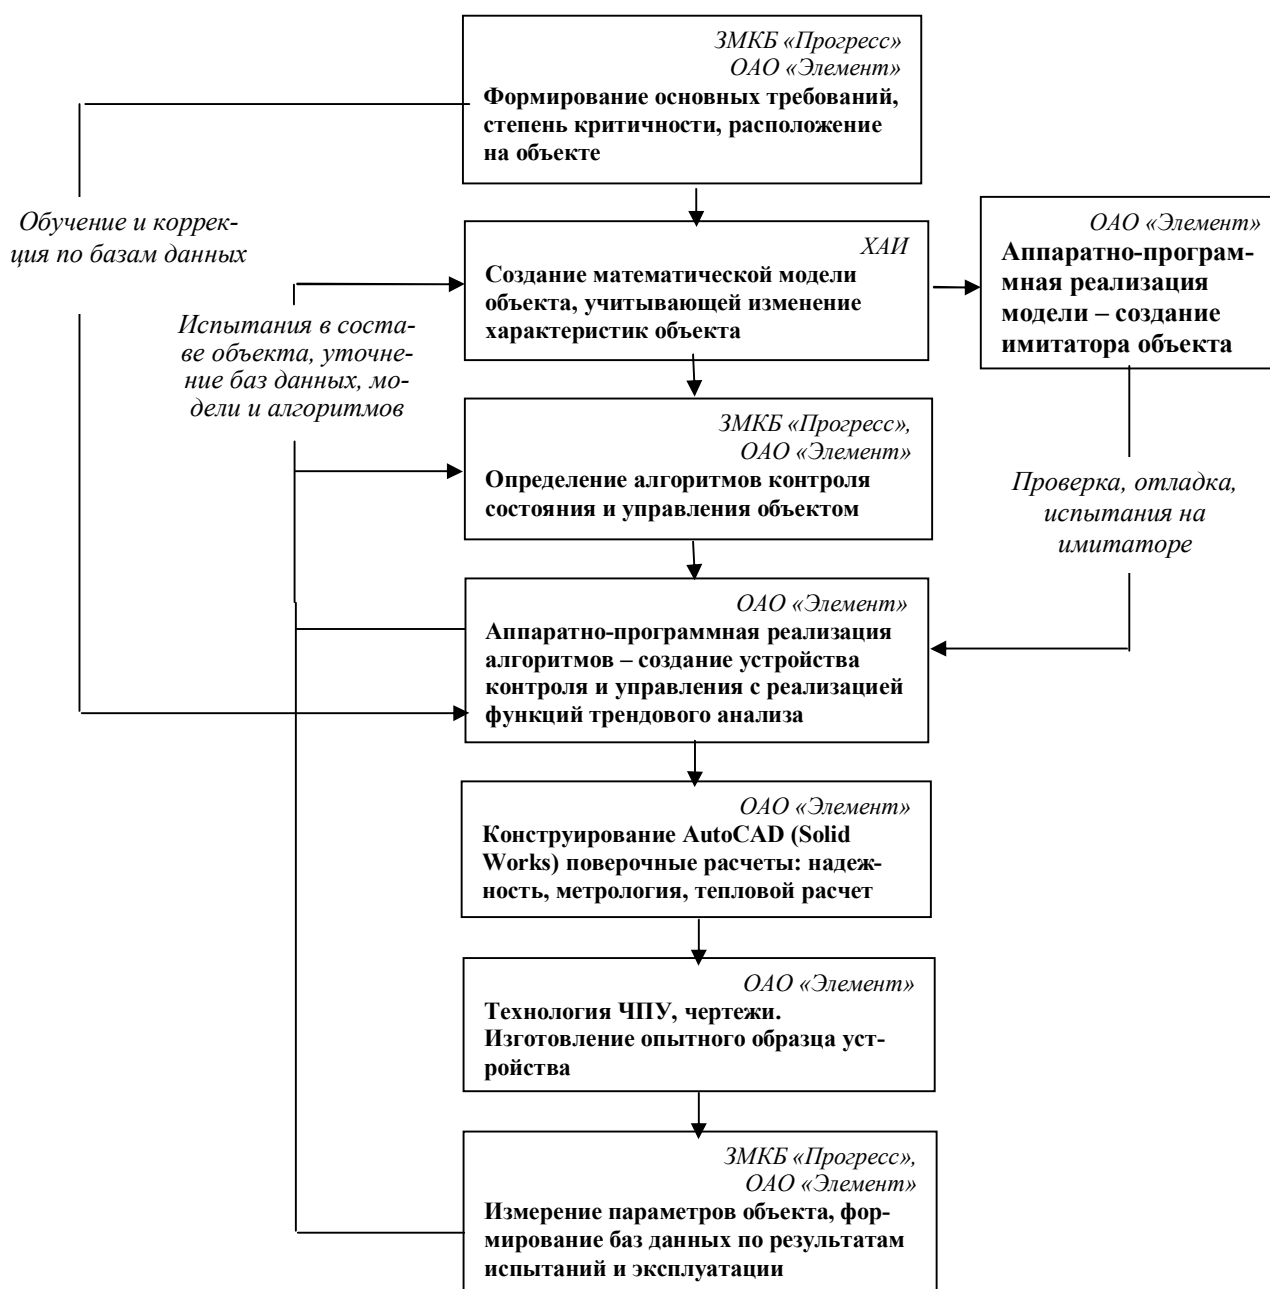 ЗМКБ «Прогресс»
ОАО «Элемент»
Формирование основных требований,
степень критичности, расположение
на объекте
Обучение и коррек-
ция по базам данных
ХАИ
Создание математической модели
объекта, учитывающей изменение
характеристик объекта
ОАО «Элемент»
Аппаратно-програм-
мная реализация
модели – создание
имитатора объекта
Испытания в соста-
ве объекта, уточне-
ние баз данных, мо-
дели и алгоритмов
ЗМКБ «Прогресс»,
ОАО «Элемент»
Определение алгоритмов контроля
состояния и управления объектом
Проверка, отладка,
испытания на
имитаторе
ОАО «Элемент»
Аппаратно-программная реализация
алгоритмов – создание устройства
контроля и управления с реализацией
функций трендового анализа
ОАО «Элемент»
Конструирование AutoCAD (Solid
Works) поверочные расчеты: надеж-
ность, метрология, тепловой расчет
ОАО «Элемент»
Технология ЧПУ, чертежи.
Изготовление опытного образца уст-
ройства
ЗМКБ «Прогресс»,
ОАО «Элемент»
Измерение параметров объекта, фор-
мирование баз данных по результатам
испытаний и эксплуатации